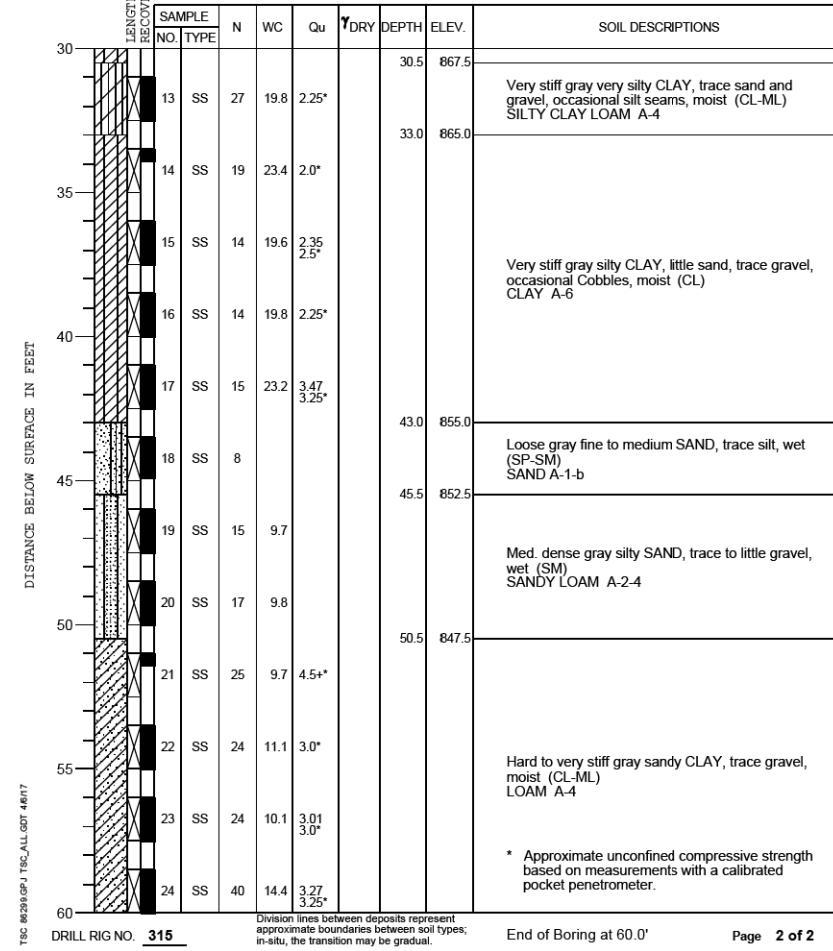 LENGTH
RECOVERY
SAMPLE
NO. TYPE N WC Qu γDRY DEPTH ELEV. SOIL DESCRIPTIONS
30
30.5 867.5
Very stiff gray very silty CLAY, trace sand and
13 SS 27 19.8 2.25* gravel, occasional silt seams, moist (CL-ML)
SILTY CLAY LOAM A-4
33.0 865.0
14 SS 19 23.4 2.0*
35
15 SS 14 19.6 2.35
2.5*
Very stiff gray silty CLAY, little sand, trace gravel,
occasional Cobbles, moist (CL)
CLAY A-6
16 SS 14 19.8 2.25*
40
17 SS 15 23.2 3.47
3.25*
43.0 855.0
Loose gray fine to medium SAND, trace silt, wet
18 SS 8 (SP-SM)
SAND A-1-b
45
45.5 852.5
19 SS 15 9.7
Med. dense gray silty SAND, trace to little gravel,
wet (SM)
SANDY LOAM A-2-4
20 SS 17 9.8
50
50.5 847.5
21 SS 25 9.7 4.5+*
22 SS 24 11.1 3.0*
Hard to very stiff gray sandy CLAY, trace gravel,
55
moist (CL-ML)
LOAM A-4
23 SS 24 10.1 3.01
3.0*
* Approximate unconfined compressive strength
based on measurements with a calibrated
pocket penetrometer.
24 SS 40 14.4 3.27
3.25*
60
DISTANCE BELOW SURFACE IN FEET
TSC 86299.GPJ TSC_ALL.GDT 4/6/17
DRILL RIG NO. 315
Division lines between deposits represent
approximate boundaries between soil types;
in-situ, the transition may be gradual.
End of Boring at 60.0'
Page 2 of 2